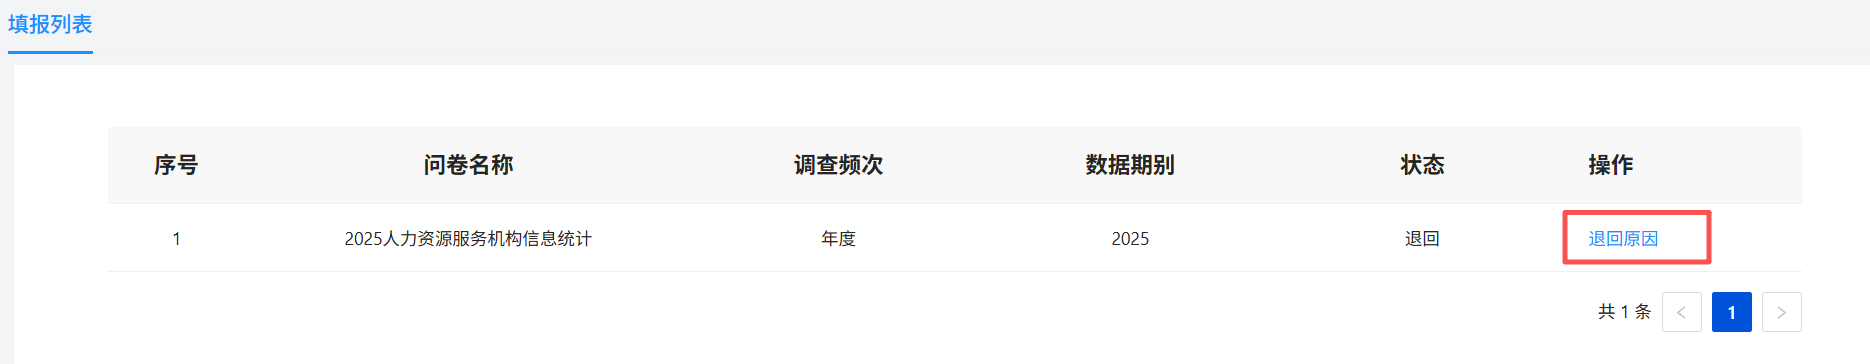 填报列表
序号 问卷名称 调查频次 数据期别 状态 操作
1 2025人力资源服务机构信息统计 年度 2025 退回 退回原因
共 1 条 < 1 >